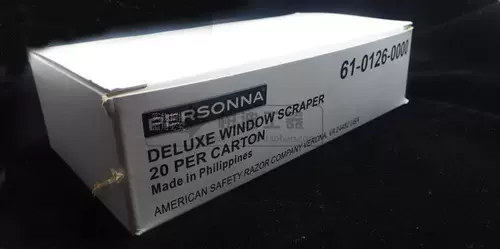 PERSONNA
61-0126-0000
DELUXE WINDOW SCRAPER
20 PER CARTON
Made in Philippines
AMERICAN SAFETY RAZOR COMPANY VERONA, VA 24482 USA